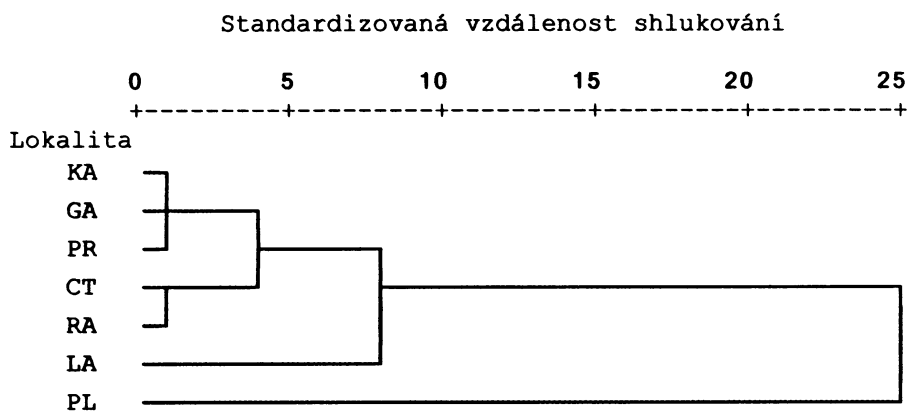 Standardizovaná vzdálenost shlukování
0 5 10 15 20 25
Lokalita
KA
GA
PR
CT
RA
LA
PL